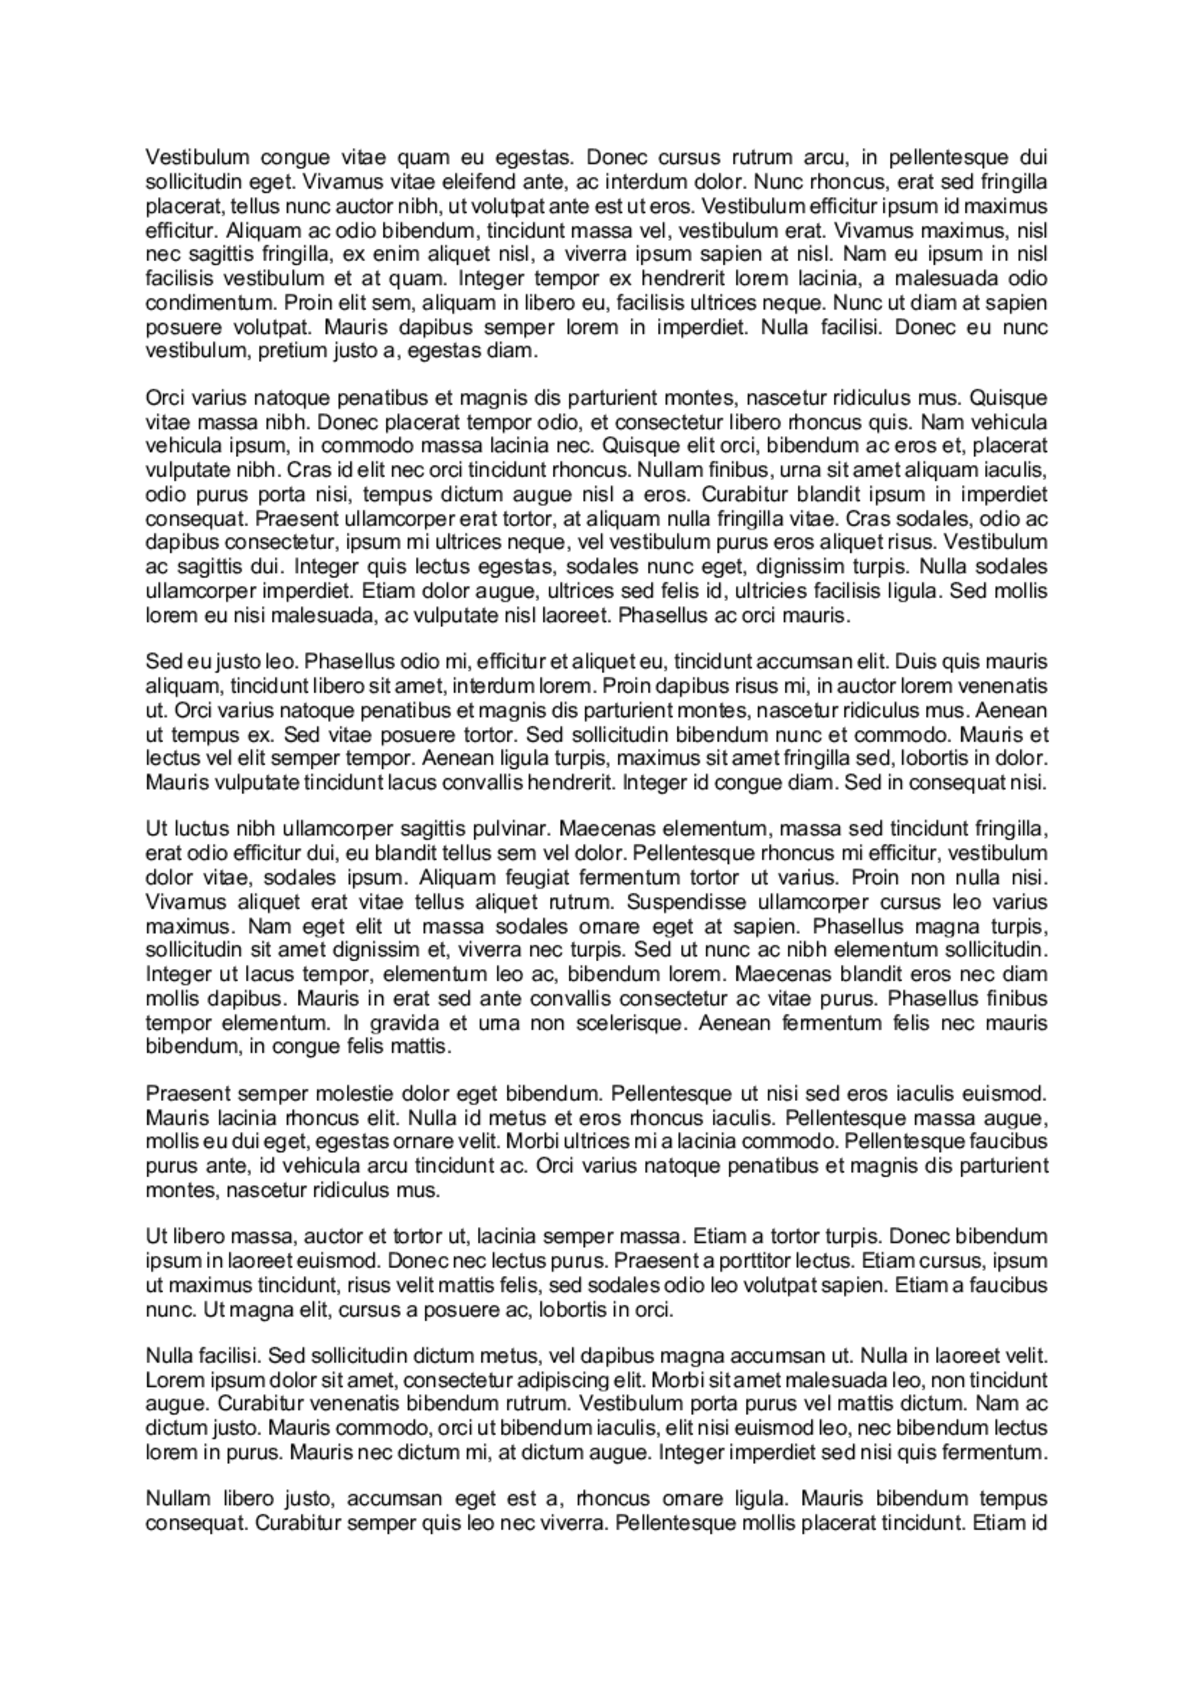 Vestibulum congue vitae quam eu egestas. Donec cursus rutrum arcu, in pellentesque dui
sollicitudin eget. Vivamus vitae eleifend ante, ac interdum dolor. Nunc rhoncus, erat sed fringilla
placerat, tellus nunc auctor nibh, ut volutpat ante est ut eros. Vestibulum efficitur ipsum id maximus
efficitur. Aliquam ac odio bibendum, tincidunt massa vel, vestibulum erat. Vivamus maximus, nisl
nec sagittis fringilla, ex enim aliquet nisl, a viverra ipsum sapien at nisl. Nam eu ipsum in nisl
facilisis vestibulum et at quam. Integer tempor ex hendrerit lorem lacinia, a malesuada odio
condimentum. Proin elit sem, aliquam in libero eu, facilisis ultrices neque. Nunc ut diam at sapien
posuere volutpat. Mauris dapibus semper lorem in imperdiet. Nulla facilisi. Donec eu nunc
vestibulum, pretium justo a, egestas diam.
Orci varius natoque penatibus et magnis dis parturient montes, nascetur ridiculus mus. Quisque
vitae massa nibh. Donec placerat tempor odio, et consectetur libero rhoncus quis. Nam vehicula
vehicula ipsum, in commodo massa lacinia nec. Quisque elit orci, bibendum ac eros et, placerat
vulputate nibh. Cras id elit nec orci tincidunt rhoncus. Nullam finibus, urna sit amet aliquam iaculis,
odio purus porta nisi, tempus dictum augue nisl a eros. Curabitur blandit ipsum in imperdiet
consequat. Praesent ullamcorper erat tortor, at aliquam nulla fringilla vitae. Cras sodales, odio ac
dapibus consectetur, ipsum mi ultrices neque, vel vestibulum purus eros aliquet risus. Vestibulum
ac sagittis dui. Integer quis lectus egestas, sodales nunc eget, dignissim turpis. Nulla sodales
ullamcorper imperdiet. Etiam dolor augue, ultrices sed felis id, ultricies facilisis ligula. Sed mollis
lorem eu nisi malesuada, ac vulputate nisl laoreet. Phasellus ac orci mauris.
Sed eu justo leo. Phasellus odio mi, efficitur et aliquet eu, tincidunt accumsan elit. Duis quis mauris
aliquam, tincidunt libero sit amet, interdum lorem. Proin dapibus risus mi, in auctor lorem venenatis
ut. Orci varius natoque penatibus et magnis dis parturient montes, nascetur ridiculus mus. Aenean
ut tempus ex. Sed vitae posuere tortor. Sed sollicitudin bibendum nunc et commodo. Mauris et
lectus vel elit semper tempor. Aenean ligula turpis, maximus sit amet fringilla sed, lobortis in dolor.
Mauris vulputate tincidunt lacus convallis hendrerit. Integer id congue diam. Sed in consequat nisi.
Ut luctus nibh ullamcorper sagittis pulvinar. Maecenas elementum, massa sed tincidunt fringilla,
erat odio efficitur dui, eu blandit tellus sem vel dolor. Pellentesque rhoncus mi efficitur, vestibulum
dolor vitae, sodales ipsum. Aliquam feugiat fermentum tortor ut varius. Proin non nulla nisi.
Vivamus aliquet erat vitae tellus aliquet rutrum. Suspendisse ullamcorper cursus leo varius
maximus. Nam eget elit ut massa sodales ornare eget at sapien. Phasellus magna turpis,
sollicitudin sit amet dignissim et, viverra nec turpis. Sed ut nunc ac nibh elementum sollicitudin.
Integer ut lacus tempor, elementum leo ac, bibendum lorem. Maecenas blandit eros nec diam
mollis dapibus. Mauris in erat sed ante convallis consectetur ac vitae purus. Phasellus finibus
tempor elementum. In gravida et urna non scelerisque. Aenean fermentum felis nec mauris
bibendum, in congue felis mattis.
Praesent semper molestie dolor eget bibendum. Pellentesque ut nisi sed eros iaculis euismod.
Mauris lacinia rhoncus elit. Nulla id metus et eros rhoncus iaculis. Pellentesque massa augue,
mollis eu dui eget, egestas ornare velit. Morbi ultrices mi a lacinia commodo. Pellentesque faucibus
purus ante, id vehicula arcu tincidunt ac. Orci varius natoque penatibus et magnis dis parturient
montes, nascetur ridiculus mus.
Ut libero massa, auctor et tortor ut, lacinia semper massa. Etiam a tortor turpis. Donec bibendum
ipsum in laoreet euismod. Donec nec lectus purus. Praesent a porttitor lectus. Etiam cursus, ipsum
ut maximus tincidunt, risus velit mattis felis, sed sodales odio leo volutpat sapien. Etiam a faucibus
nunc. Ut magna elit, cursus a posuere ac, lobortis in orci.
Nulla facilisi. Sed sollicitudin dictum metus, vel dapibus magna accumsan ut. Nulla in laoreet velit.
Lorem ipsum dolor sit amet, consectetur adipiscing elit. Morbi sit amet malesuada leo, non tincidunt
augue. Curabitur venenatis bibendum rutrum. Vestibulum porta purus vel mattis dictum. Nam ac
dictum justo. Mauris commodo, orci ut bibendum iaculis, elit nisi euismod leo, nec bibendum lectus
lorem in purus. Mauris nec dictum mi, at dictum augue. Integer imperdiet sed nisi quis fermentum.
Nullam libero justo, accumsan eget est a, rhoncus ornare ligula. Mauris bibendum tempus
consequat. Curabitur semper quis leo nec viverra. Pellentesque mollis placerat tincidunt. Etiam id